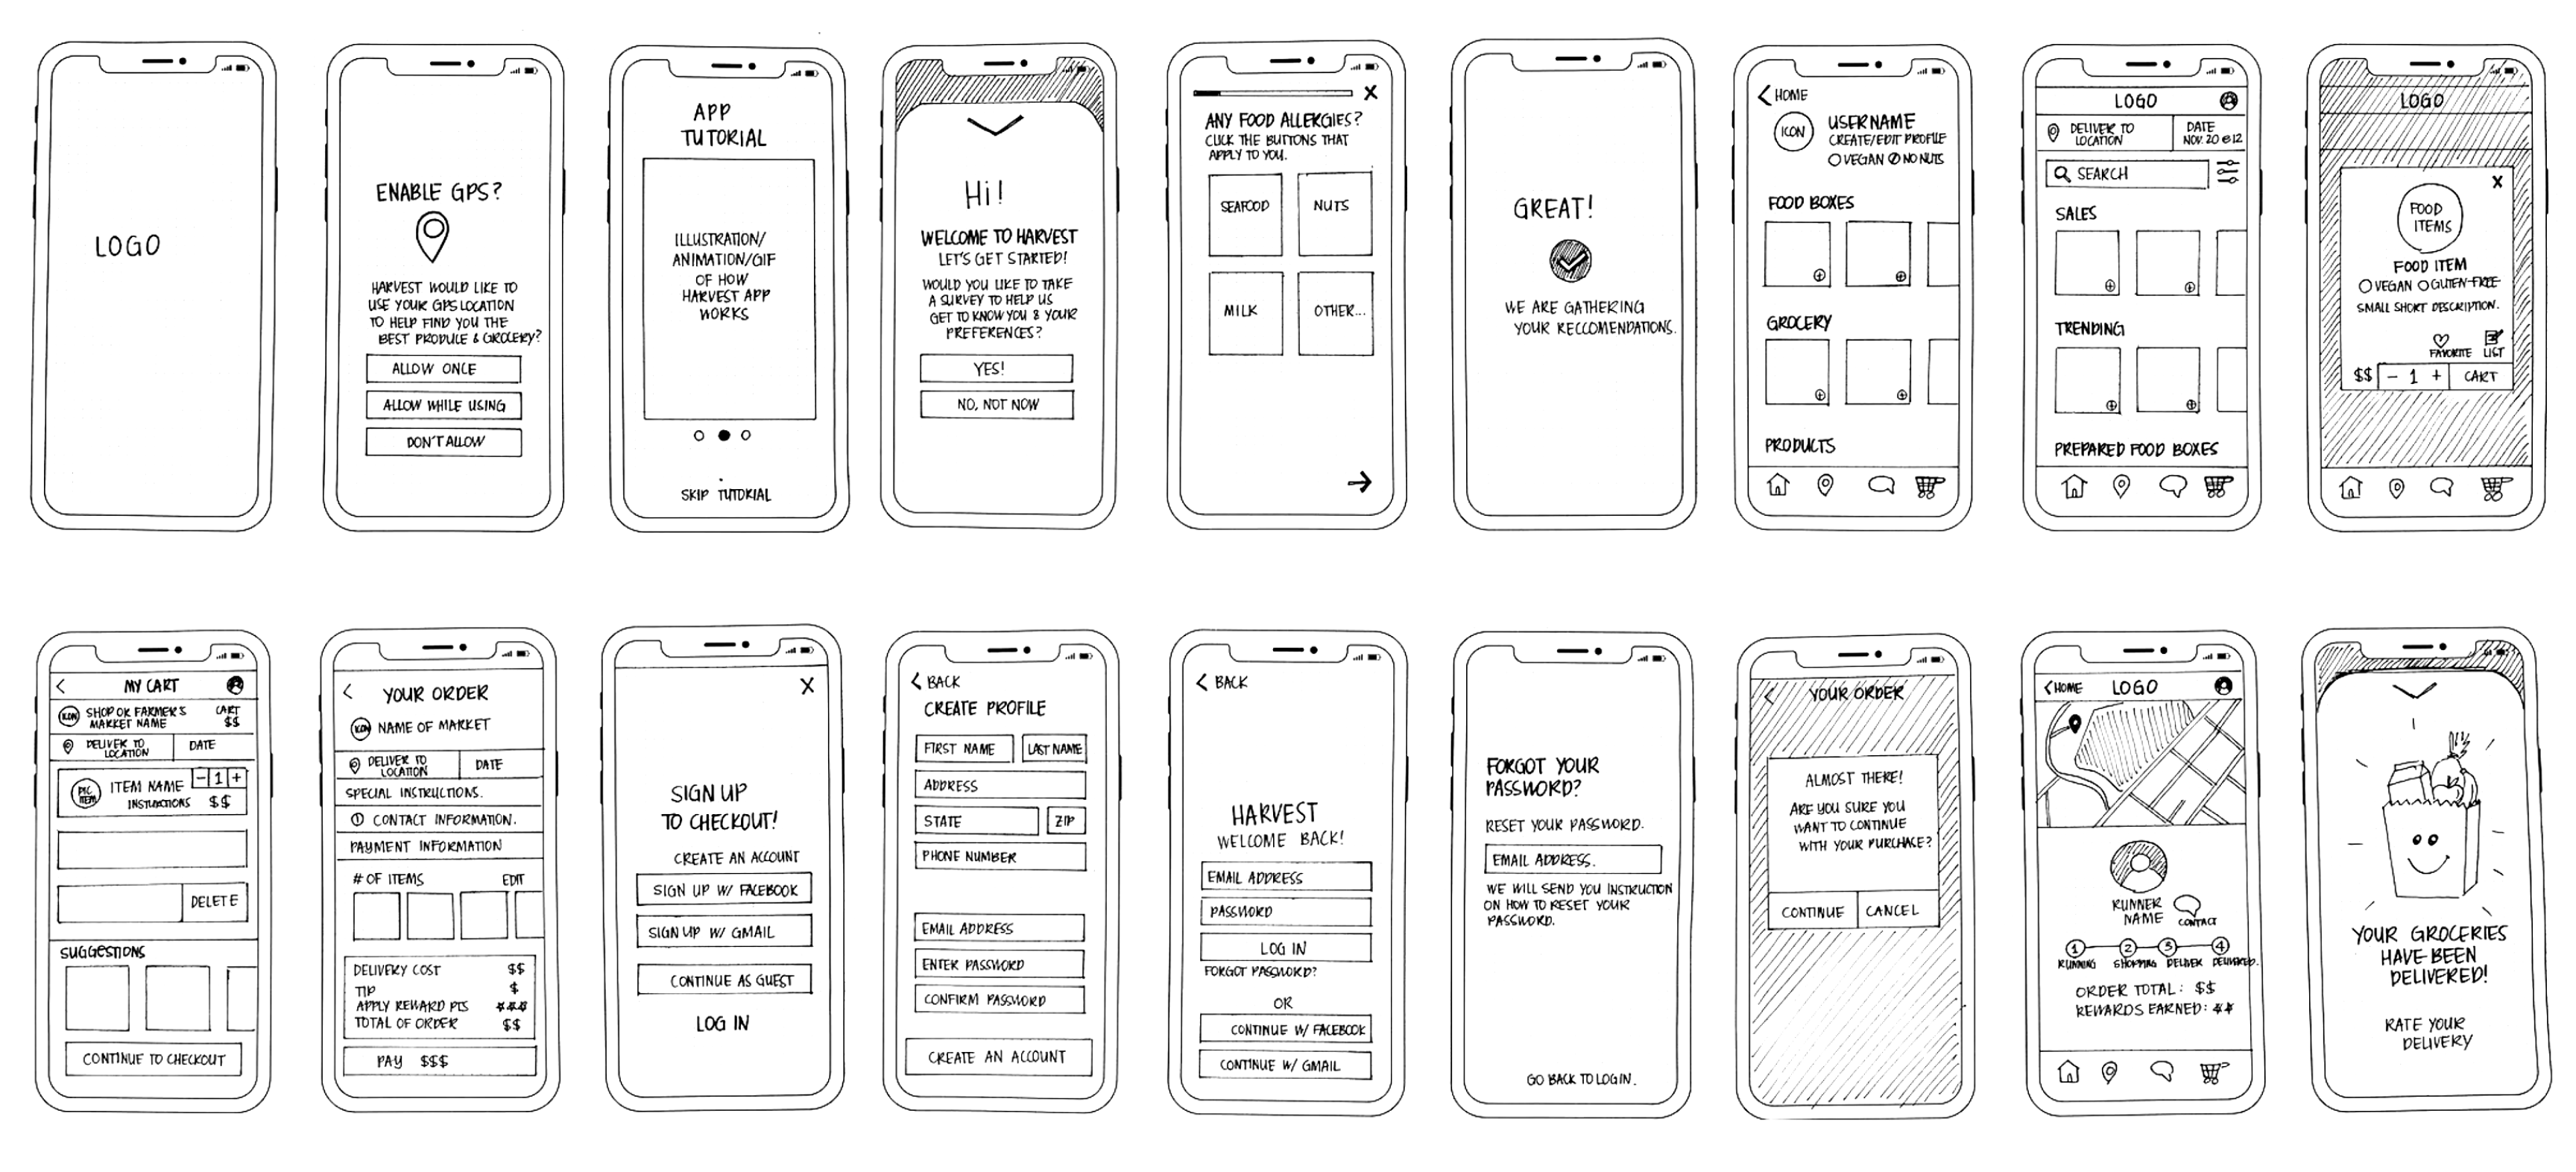 LOGO
ENABLE GPS?
HARVEST WOULD LIKE TO
USE YOUR GPS LOCATION
TO HELP FIND YOU THE
BEST PRODUCE & GROCERY?
ALLOW ONCE
ALLOW WHILE USING
DON'T ALLOW
APP
TUTORIAL
ILLUSTRATION/
ANIMATION/GIF
OF HOW
HARVEST APP
WORKS
SKIP TUTORIAL
Hi!
WELCOME TO HARVEST
LET'S GET STARTED!
WOULD YOU LIKE TO TAKE
A SURVEY TO HELP US
GET TO KNOW YOU & YOUR
PREFERENCES?
YES!
NO, NOT NOW
X
ANY FOOD ALLERGIES?
CLICK THE BUTTONS THAT
APPLY TO YOU.
SEAFOOD
NUTS
MILK
OTHER...
GREAT!
WE ARE GATHERING
YOUR RECCOMENDATIONS.
< HOME
ICON
USERNAME
CREATE/EDIT PROFILE
VEGAN NO NUTS
FOOD BOXES
GROCERY
PRODUCTS
LOGO
DELIVER TO
LOCATION
DATE
NOV. 20 @ 12
SEARCH
SALES
TRENDING
PREPARED FOOD BOXES
LOGO
X
FOOD
ITEMS
FOOD ITEM
VEGAN GLUTEN-FREE
SMALL SHORT DESCRIPTION.
FAVORITE LIST
$$ - 1 + CART
< MY CART
ICON
SHOP OR FARMER'S
MARKET NAME
CART
$$
DELIVER TO
LOCATION
DATE
PIC
ITEM
ITEM NAME - 1 +
INSTUCTIONS $$
DELETE
SUGGESTIONS
CONTINUE TO CHECKOUT
< YOUR ORDER
ICON NAME OF MARKET
DELIVER TO
LOCATION
DATE
SPECIAL INSTRUCTIONS.
CONTACT INFORMATION.
PAYMENT INFORMATION
# OF ITEMS EDIT
DELIVERY COST $$
TIP $
APPLY REWARD PTS ***
TOTAL OF ORDER $$
PAY $$$
X
SIGN UP
TO CHECKOUT!
CREATE AN ACCOUNT
SIGN UP W/ FACEBOOK
SIGN UP W/ GMAIL
CONTINUE AS GUEST
LOG IN
< BACK
CREATE PROFILE
FIRST NAME LAST NAME
ADDRESS
STATE ZIP
PHONE NUMBER
EMAIL ADDRESS
ENTER PASSWORD
CONFIRM PASSWORD
CREATE AN ACCOUNT
< BACK
HARVEST
WELCOME BACK!
EMAIL ADDRESS
PASSWORD
LOG IN
FORGOT PASSWORD?
OR
CONTINUE W/ FACEBOOK
CONTINUE W/ GMAIL
FORGOT YOUR
PASSWORD?
RESET YOUR PASSWORD.
EMAIL ADDRESS.
WE WILL SEND YOU INSTRUCTION
ON HOW TO RESET YOUR
PASSWORD.
GO BACK TO LOGIN.
< YOUR ORDER
ALMOST THERE!
ARE YOU SURE YOU
WANT TO CONTINUE
WITH YOUR PURCHASE?
CONTINUE CANCEL
< HOME LOGO
RUNNER
NAME
CONTACT
1 2 3 4
RUNNING SHOPPING DELIVER DELIVERED.
ORDER TOTAL: $$
REWARDS EARNED: **
YOUR GROCERIES
HAVE BEEN
DELIVERED!
RATE YOUR
DELIVERY